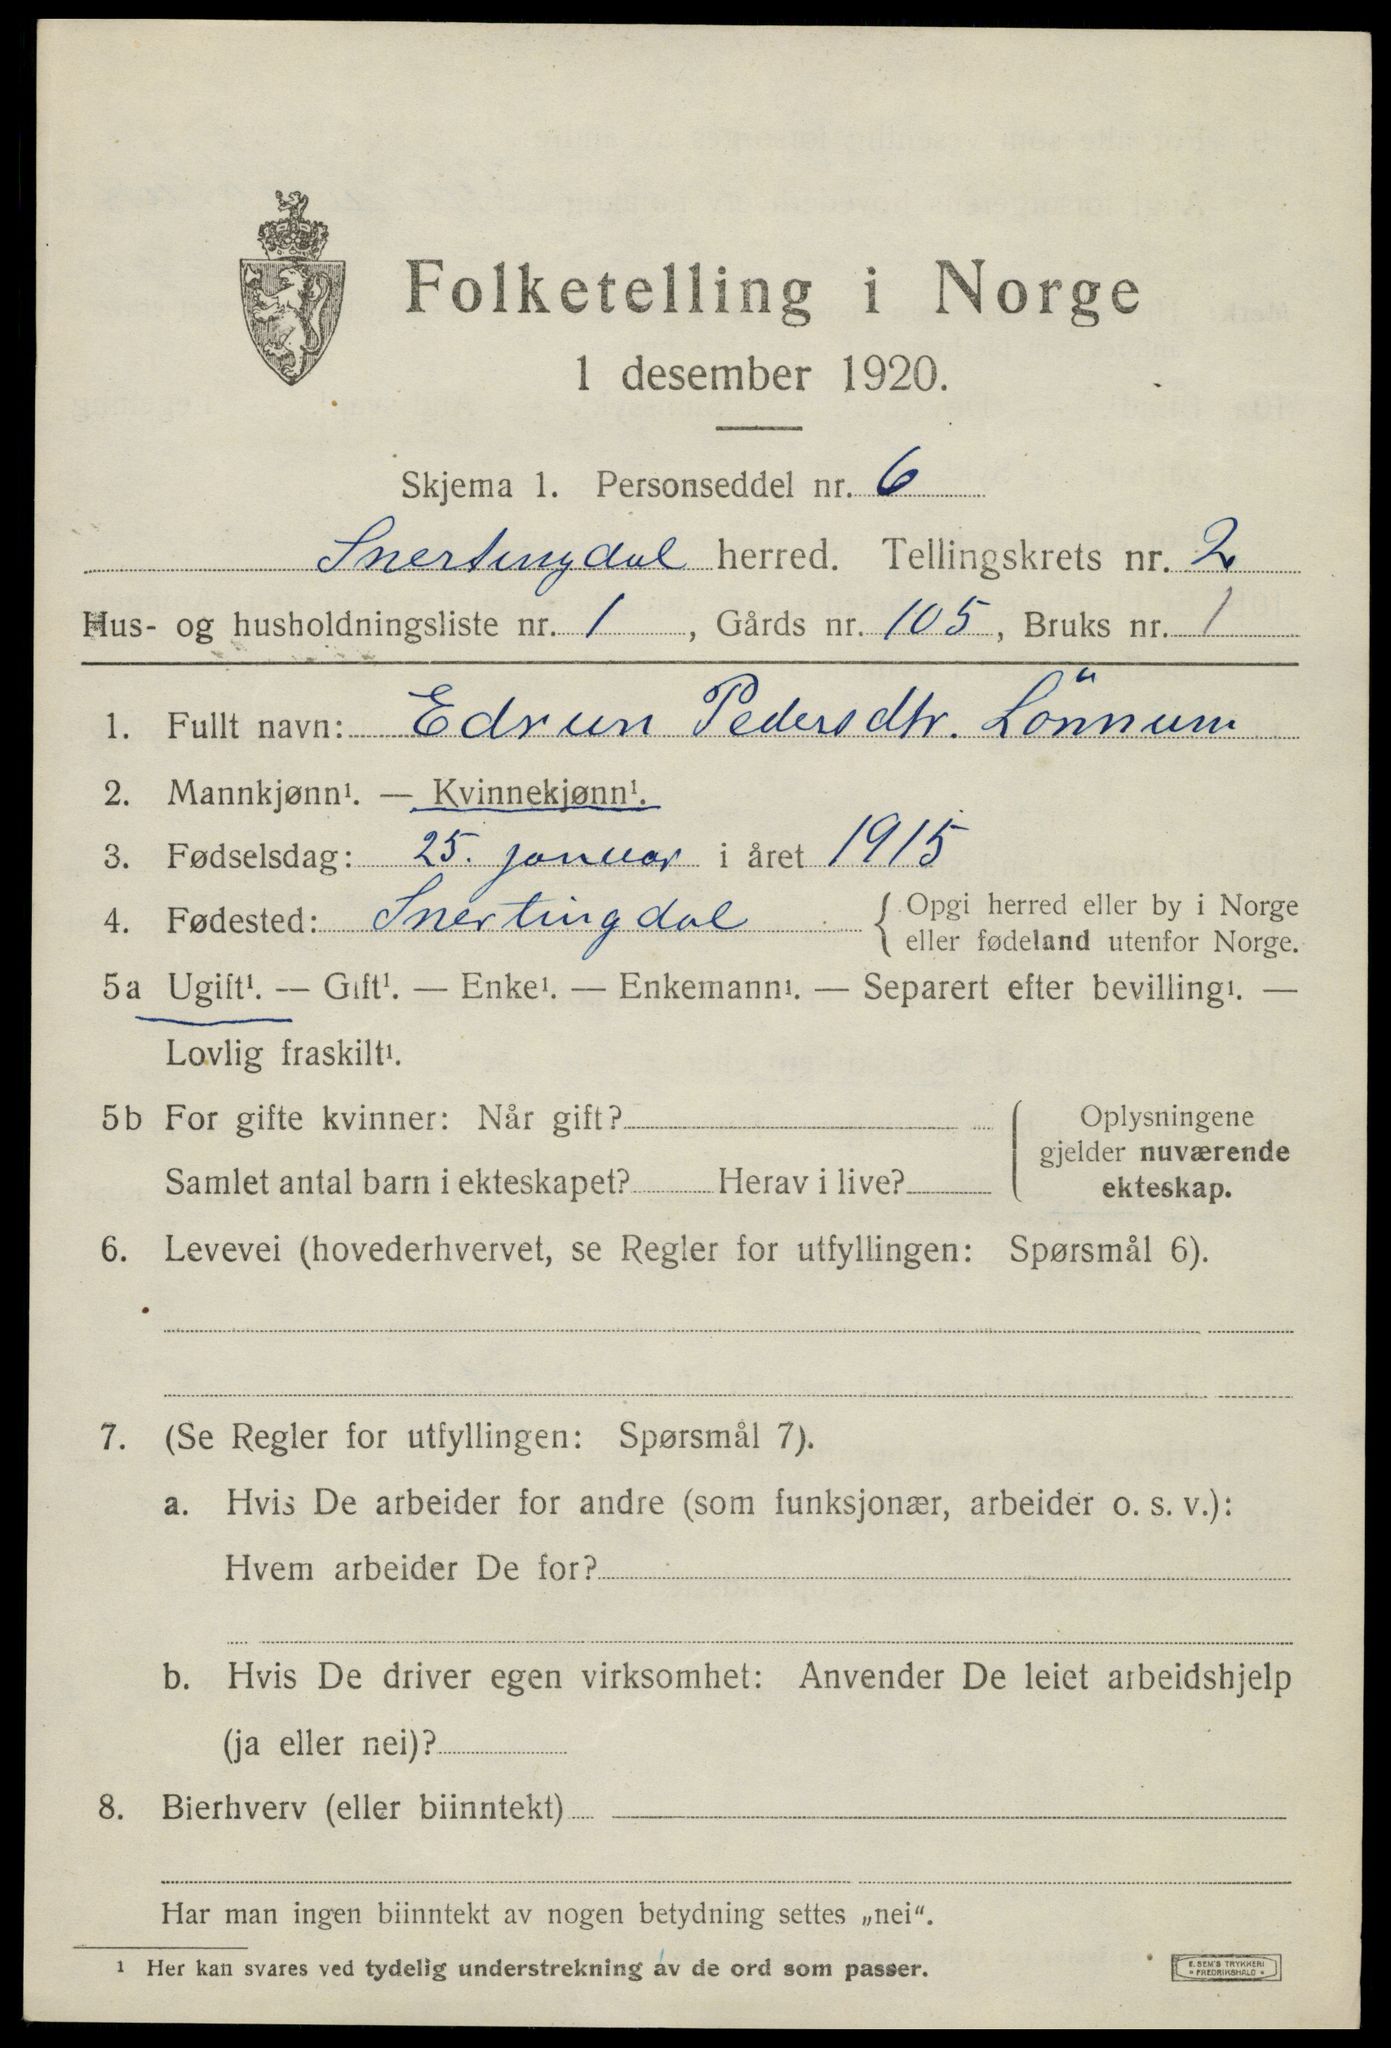 Folketelling i Norge
1 desember 1920.
Skjema 1. Personseddel nr. 6
Snertingdal herred. Tellingskrets nr. 2
Hus- og husholdningsliste nr. 1, Gårds nr. 105, Bruks nr. 1
1. Fullt navn: Edrun Pedersdtr. Lönnum
2. Mannkjønn¹. — Kvinnekjønn¹.
3. Fødselsdag: 25. januar i året 1915
4. Fødested: Snertingdal { Opgi herred eller by i Norge
eller fødeland utenfor Norge.
5a Ugift¹. — Gift¹. — Enke¹. — Enkemann¹. — Separert efter bevilling¹. —
Lovlig fraskilt¹.
5b For gifte kvinner: Når gift?
Samlet antal barn i ekteskapet? Herav i live?
Oplysningene
gjelder nuværende
ekteskap.
6. Levevei (hovederhvervet, se Regler for utfyllingen: Spørsmål 6).
7. (Se Regler for utfyllingen: Spørsmål 7).
a. Hvis De arbeider for andre (som funksjonær, arbeider o. s. v.):
Hvem arbeider De for?
b. Hvis De driver egen virksomhet: Anvender De leiet arbeidshjelp
(ja eller nei)?
8. Bierhverv (eller biinntekt)
Har man ingen biinntekt av nogen betydning settes „nei“.
¹ Her kan svares ved tydelig understrekning av de ord som passer.
E. SEM'S TRYKKERI
FREDRIKSHALD